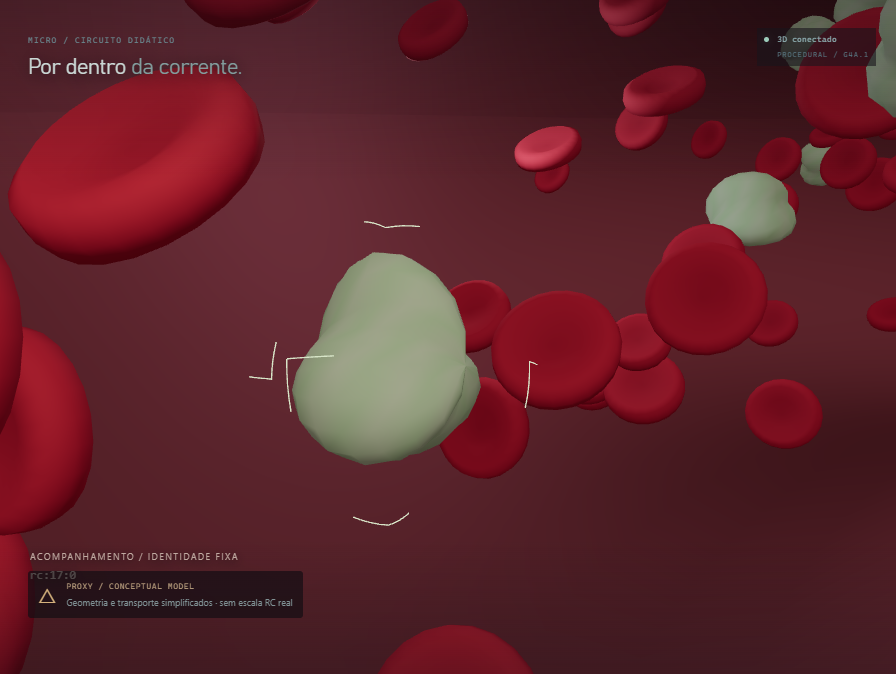 MICRO / CIRCUITO DIDÁTICO
Por dentro da corrente.
3D conectado
PROCEDURAL / G4A.1
ACOMPANHAMENTO / IDENTIDADE FIXA
rc:17:0
PROXY / CONCEPTUAL MODEL
Geometria e transporte simplificados · sem escala RC real